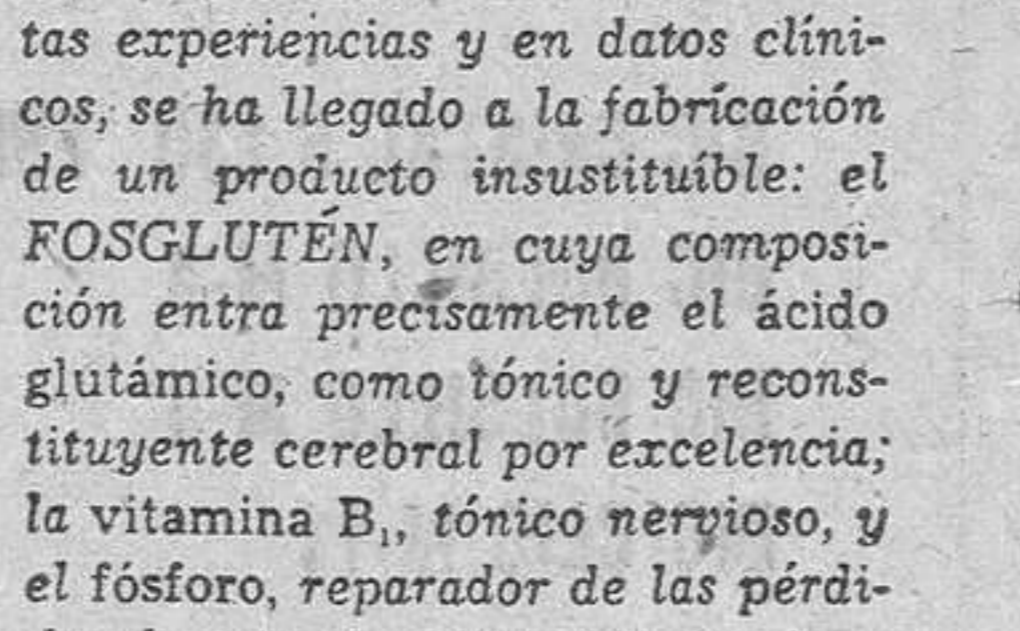 tas experiencias y en datos clíni-
cos, se ha llegado a la fabricación
de un producto insustituíble: el
FOSGLUTÉN, en cuya composi-
ción entra precisamente el ácido
glutámico, como tónico y recons-
tituyente cerebral por excelencia;
la vitamina B₁, tónico nervioso, y
el fósforo, reparador de las pérdi-